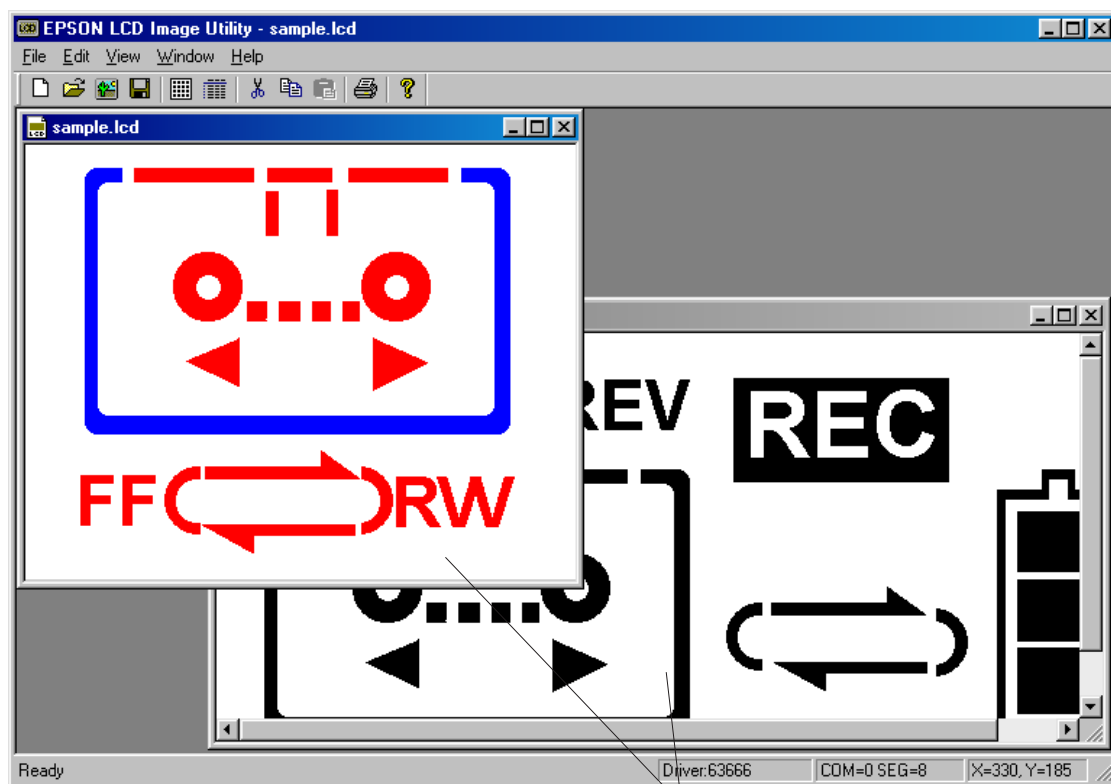 EPSON LCD Image Utility - sample.lcd
File Edit View Window Help
sample.lcd
REV
REC
FF RW
Ready
Driver:63666
COM=0 SEG=8
X=330, Y=185